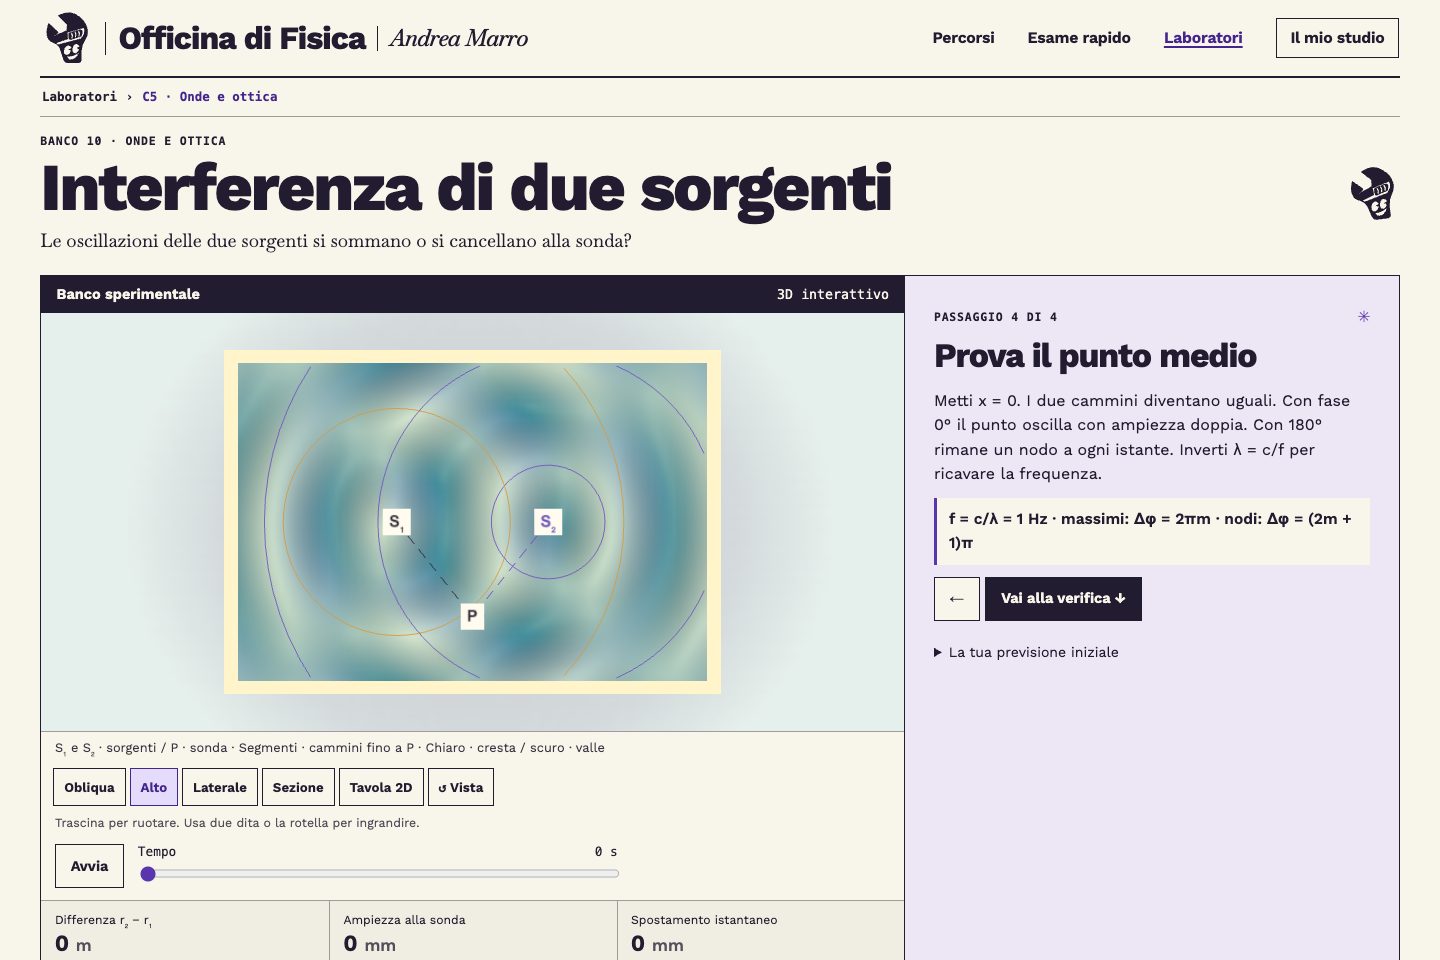 Officina di Fisica
Andrea Marro
Percorsi
Esame rapido
Laboratori
Il mio studio
Laboratori › C5 · Onde e ottica
BANCO 10 · ONDE E OTTICA
Interferenza di due sorgenti
Le oscillazioni delle due sorgenti si sommano o si cancellano alla sonda?
Banco sperimentale
3D interattivo
S₁
S₂
P
S₁ e S₂ · sorgenti / P · sonda · Segmenti · cammini fino a P · Chiaro · cresta / scuro · valle
Obliqua
Alto
Laterale
Sezione
Tavola 2D
↺ Vista
Trascina per ruotare. Usa due dita o la rotella per ingrandire.
Avvia
Tempo
0 s
Differenza r₂ − r₁
0 m
Ampiezza alla sonda
0 mm
Spostamento istantaneo
0 mm
PASSAGGIO 4 DI 4
Prova il punto medio
Metti x = 0. I due cammini diventano uguali. Con fase
0° il punto oscilla con ampiezza doppia. Con 180°
rimane un nodo a ogni istante. Inverti λ = c/f per
ricavare la frequenza.
f = c/λ = 1 Hz · massimi: Δφ = 2πm · nodi: Δφ = (2m +
1)π
←
Vai alla verifica ↓
▶ La tua previsione iniziale